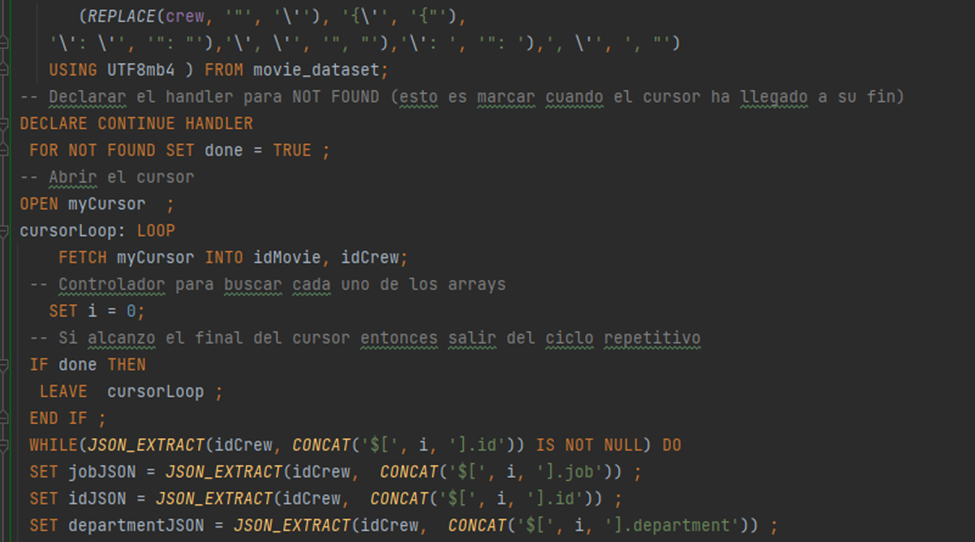 (REPLACE(crew, '"', '\''), '{\'', '{"'),
'\': \'', '": "'),'\', \'', '", "'),'\': ', '": '),', \'', ', "')
USING UTF8mb4 ) FROM movie_dataset;
-- Declarar el handler para NOT FOUND (esto es marcar cuando el cursor ha llegado a su fin)
DECLARE CONTINUE HANDLER
FOR NOT FOUND SET done = TRUE ;
-- Abrir el cursor
OPEN myCursor  ;
cursorLoop: LOOP
FETCH myCursor INTO idMovie, idCrew;
-- Controlador para buscar cada uno de los arrays
SET i = 0;
-- Si alcanzo el final del cursor entonces salir del ciclo repetitivo
IF done THEN
LEAVE  cursorLoop ;
END IF ;
WHILE(JSON_EXTRACT(idCrew, CONCAT('$[', i, '].id')) IS NOT NULL) DO
SET jobJSON = JSON_EXTRACT(idCrew,  CONCAT('$[', i, '].job')) ;
SET idJSON = JSON_EXTRACT(idCrew,  CONCAT('$[', i, '].id')) ;
SET departmentJSON = JSON_EXTRACT(idCrew,  CONCAT('$[', i, '].department')) ;